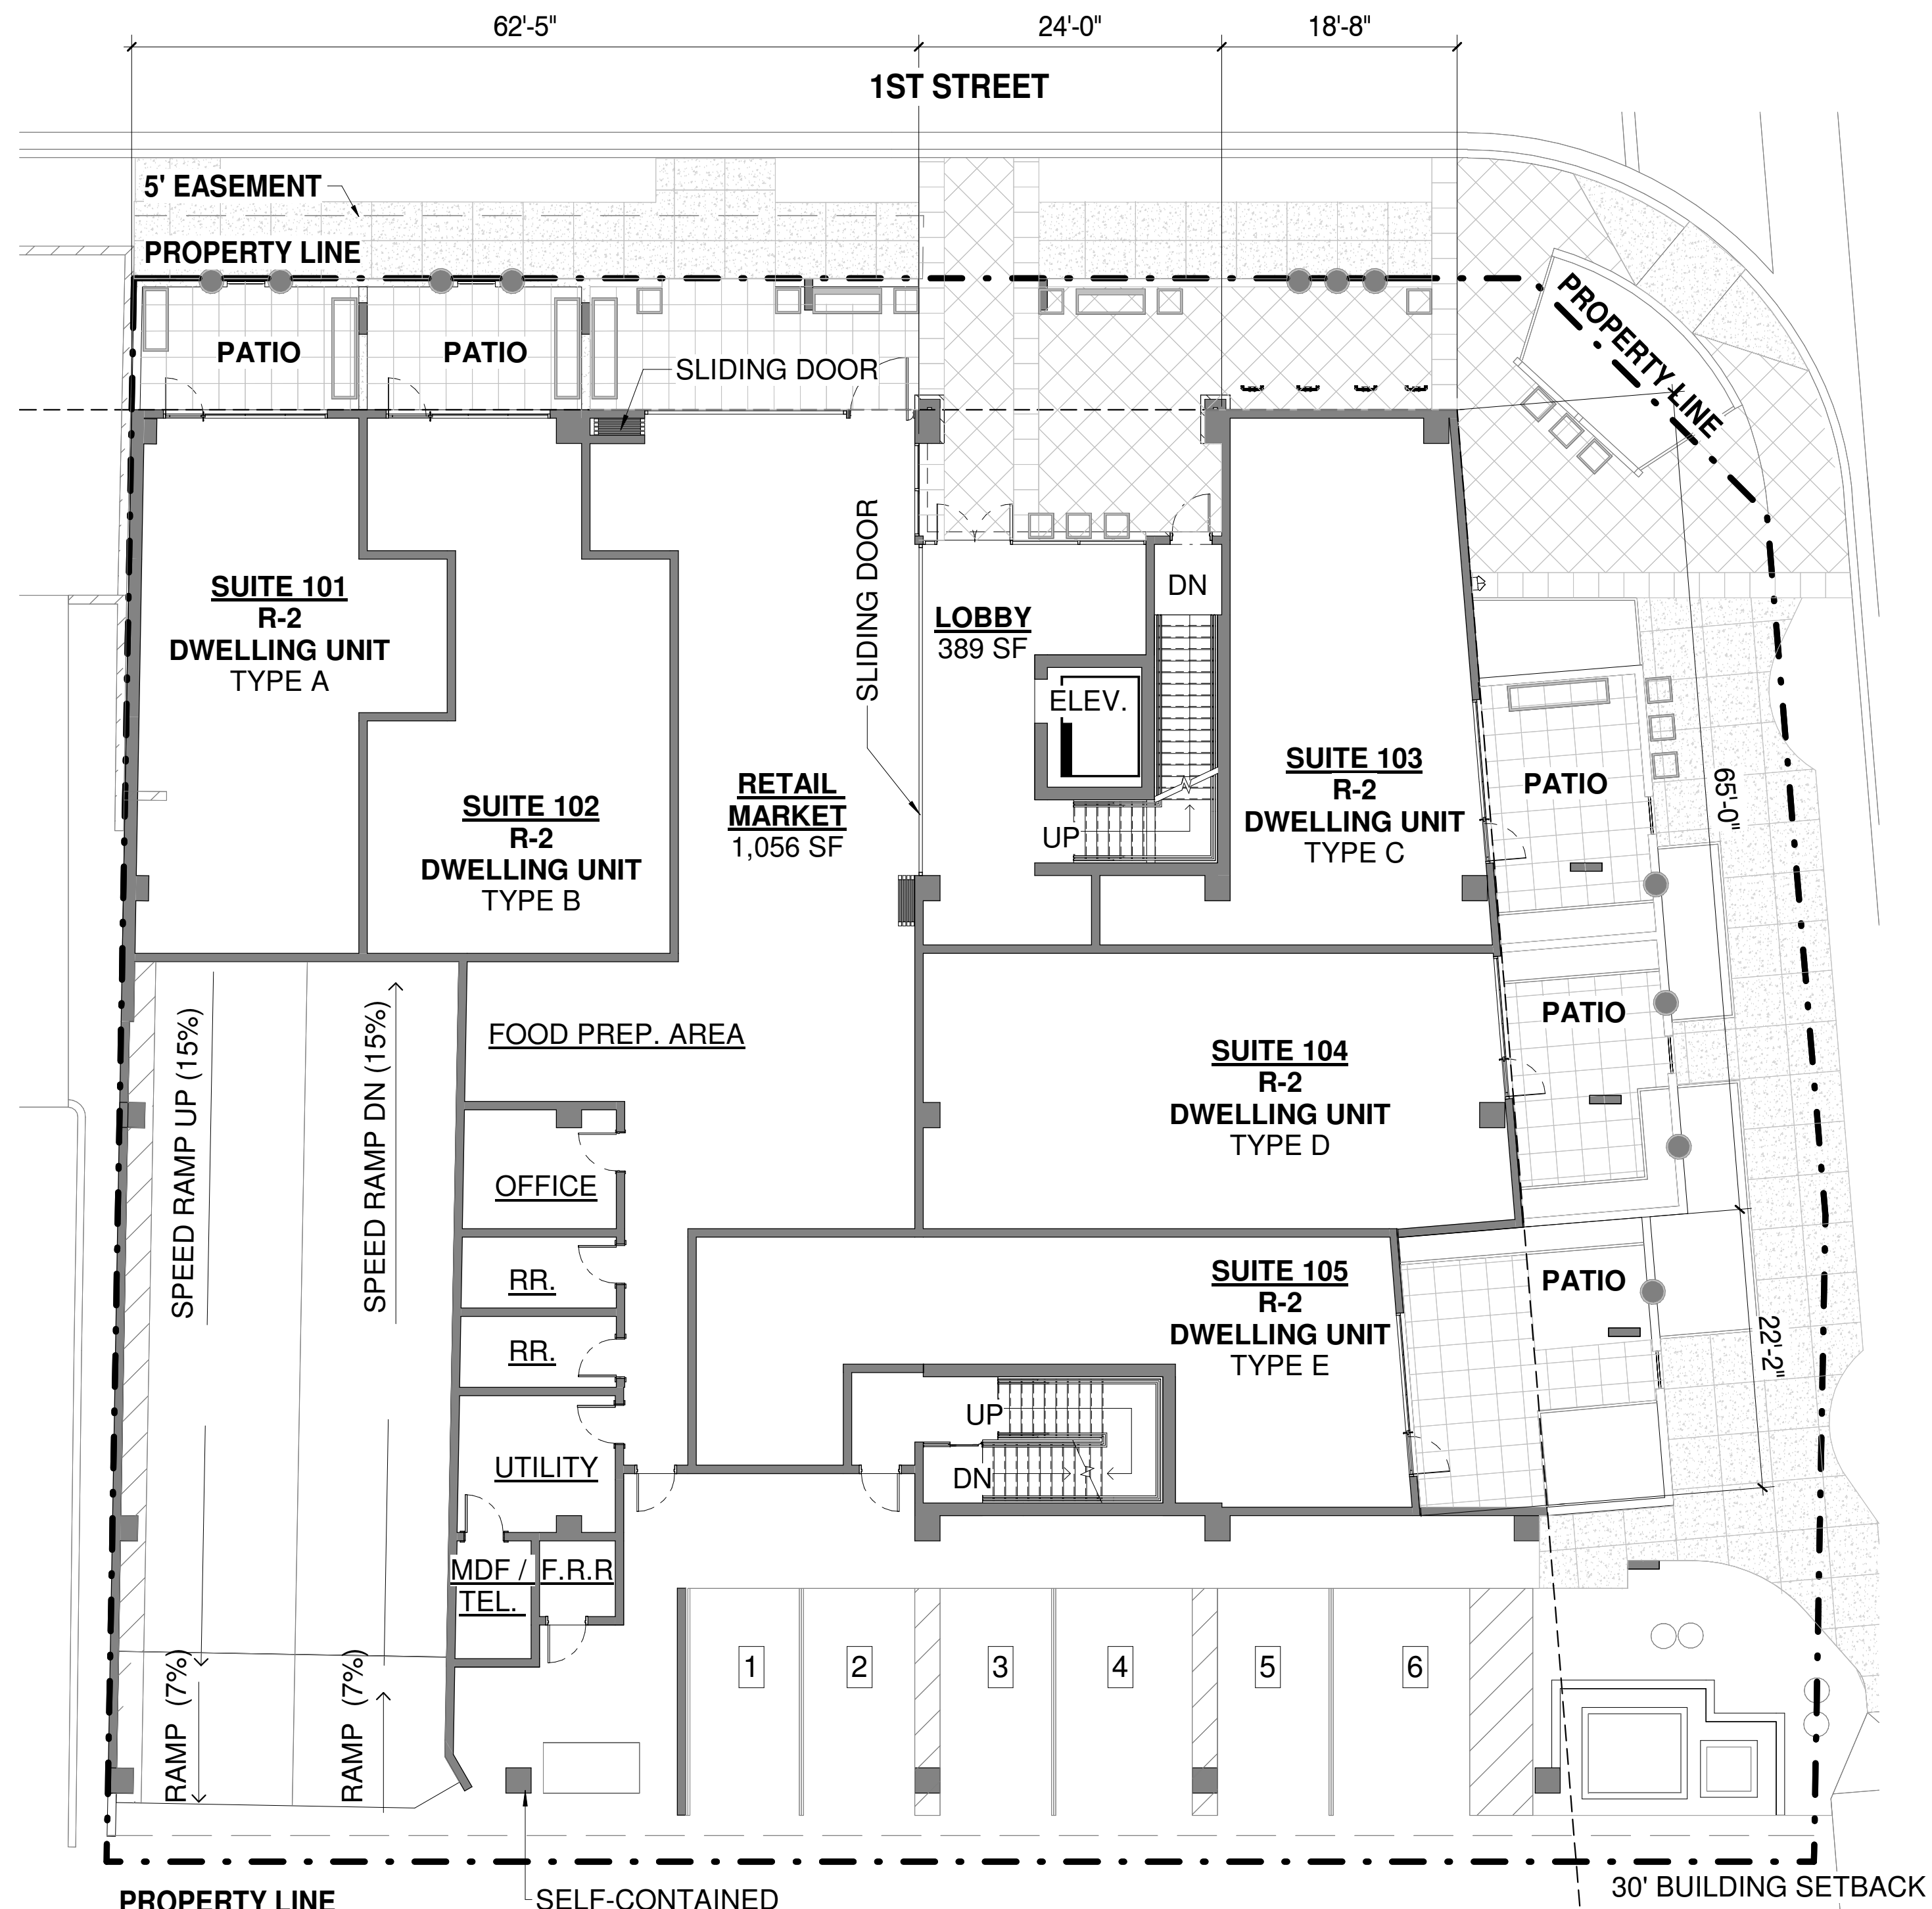 62'-5"
24'-0"
18'-8"
1ST STREET
5' EASEMENT
PROPERTY LINE
PROPERTY LINE
PATIO
PATIO
SLIDING DOOR
SLIDING DOOR
SUITE 101
R-2
DWELLING UNIT
TYPE A
SUITE 102
R-2
DWELLING UNIT
TYPE B
RETAIL
MARKET
1,056 SF
LOBBY
389 SF
DN
ELEV.
UP
SUITE 103
R-2
DWELLING UNIT
TYPE C
PATIO
65'-0"
SPEED RAMP UP (15%)
SPEED RAMP DN (15%)
FOOD PREP. AREA
SUITE 104
R-2
DWELLING UNIT
TYPE D
PATIO
OFFICE
RR.
RR.
SUITE 105
R-2
DWELLING UNIT
TYPE E
PATIO
22'-2"
UP
DN
UTILITY
MDF /
TEL.
F.R.R
RAMP (7%)
RAMP (7%)
1
2
3
4
5
6
PROPERTY LINE
SELF-CONTAINED
30' BUILDING SETBACK